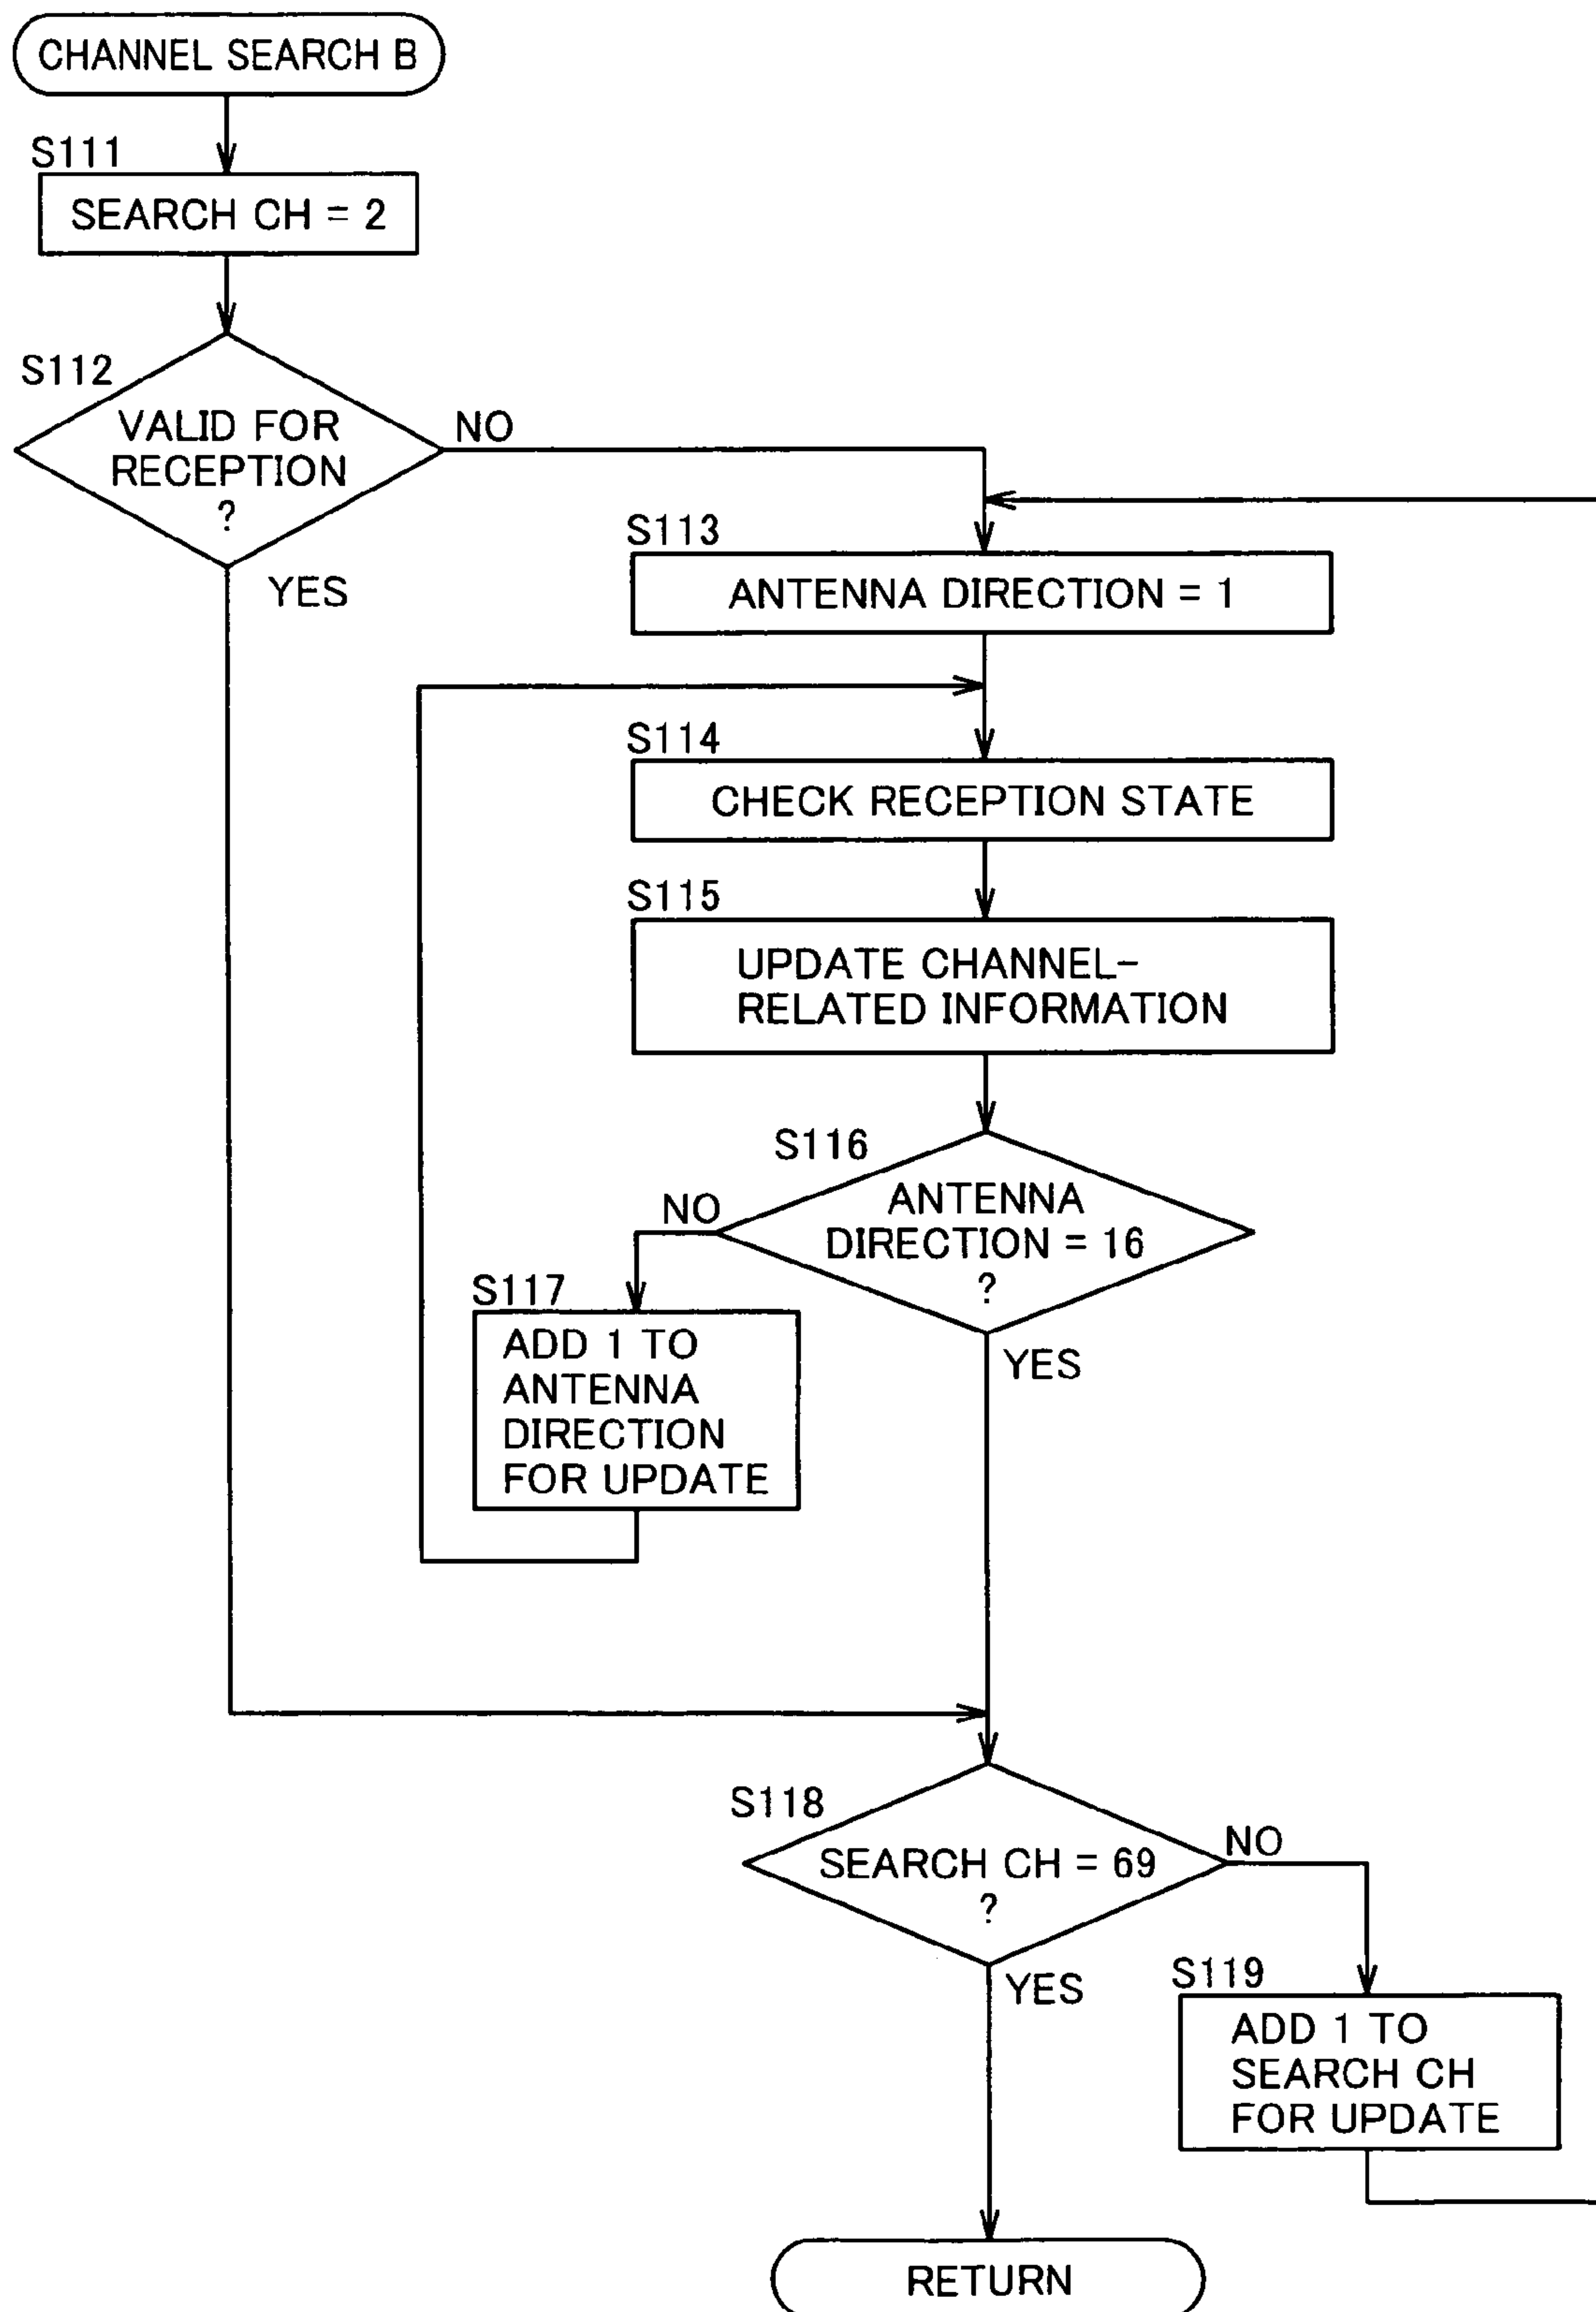 CHANNEL SEARCH B
S111
SEARCH CH = 2
S112
VALID FOR
RECEPTION
?
NO
YES
S113
ANTENNA DIRECTION = 1
S114
CHECK RECEPTION STATE
S115
UPDATE CHANNEL-
RELATED INFORMATION
S116
ANTENNA
DIRECTION = 16
?
NO
YES
S117
ADD 1 TO
ANTENNA
DIRECTION
FOR UPDATE
S118
SEARCH CH = 69
?
NO
YES
S119
ADD 1 TO
SEARCH CH
FOR UPDATE
RETURN